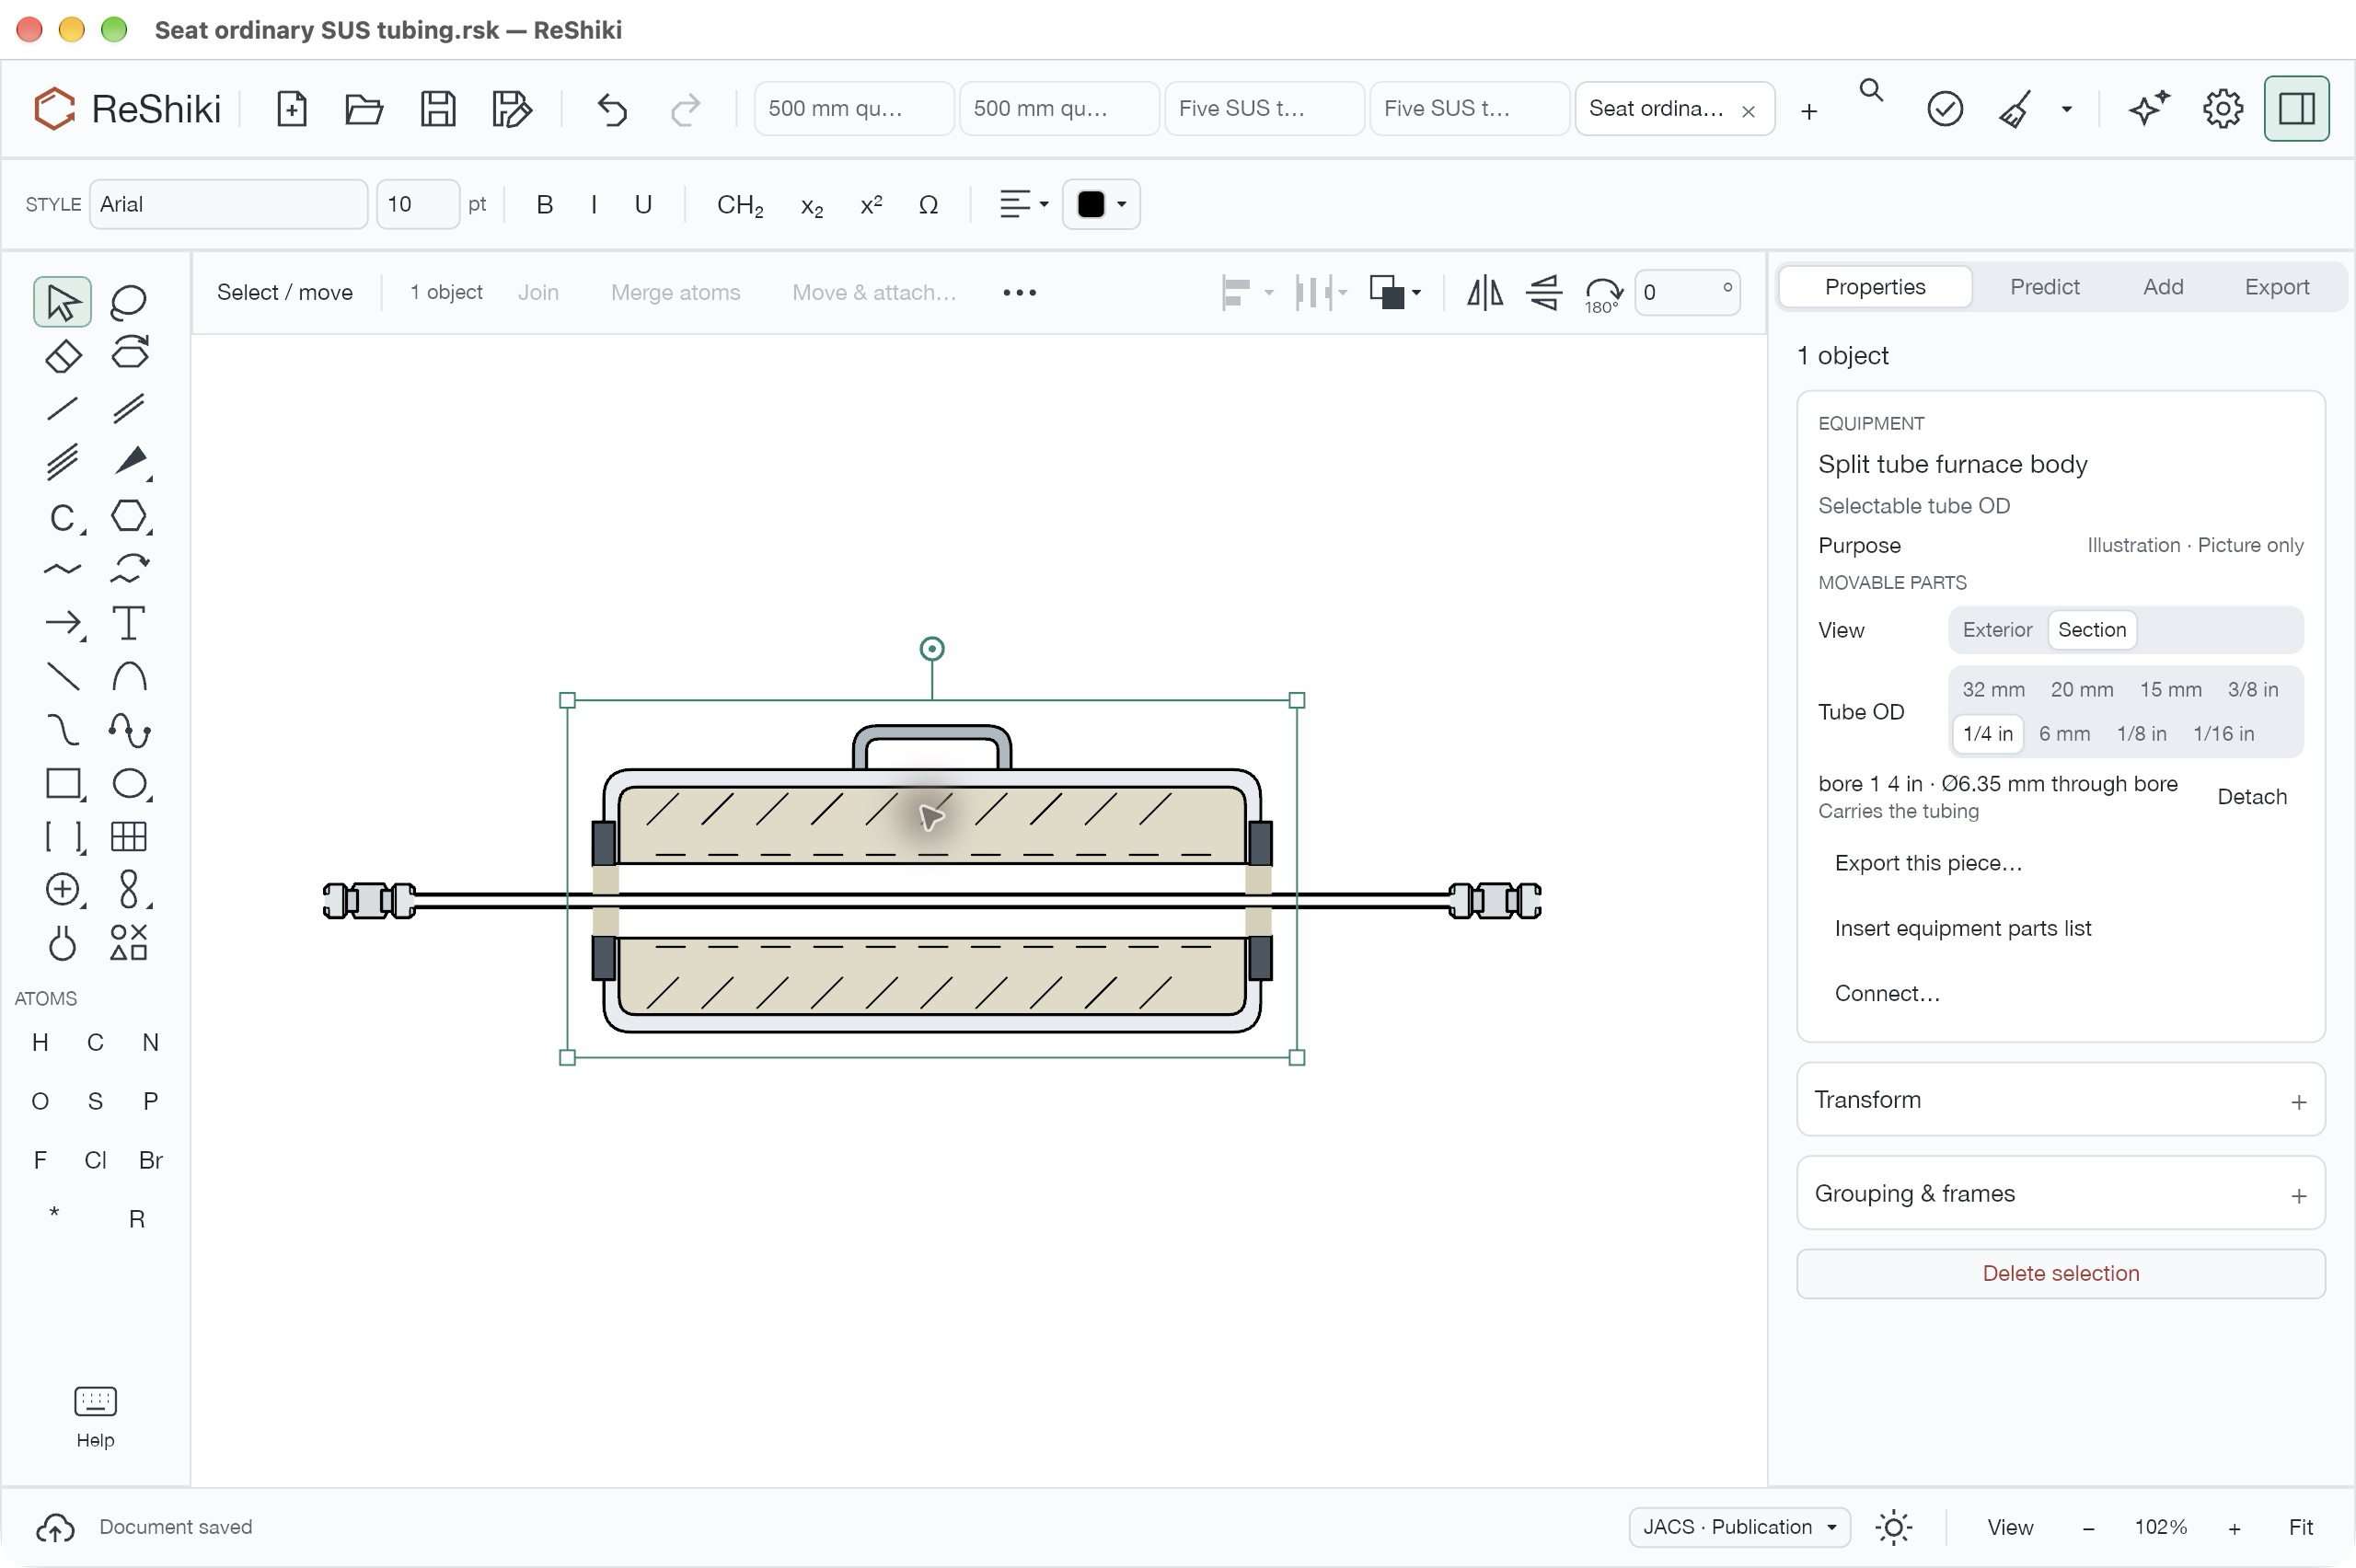 Seat ordinary SUS tubing.rsk — ReShiki
ReShiki
500 mm qu...
500 mm qu...
Five SUS t...
Five SUS t...
Seat ordina... ×
+
STYLE Arial 10 pt B I U CH₂ x₂ x² Ω
Select / move 1 object Join Merge atoms Move & attach... 180° 0 °
Properties Predict Add Export
1 object
EQUIPMENT
Split tube furnace body
Selectable tube OD
Purpose Illustration · Picture only
MOVABLE PARTS
View Exterior Section
Tube OD
32 mm 20 mm 15 mm 3/8 in
1/4 in 6 mm 1/8 in 1/16 in
bore 1 4 in · Ø6.35 mm through bore
Carries the tubing
Detach
Export this piece...
Insert equipment parts list
Connect...
Transform +
Grouping & frames +
Delete selection
C
T
[ ]
ATOMS
H C N
O S P
F Cl Br
* R
Help
Document saved
JACS · Publication
View − 102% + Fit